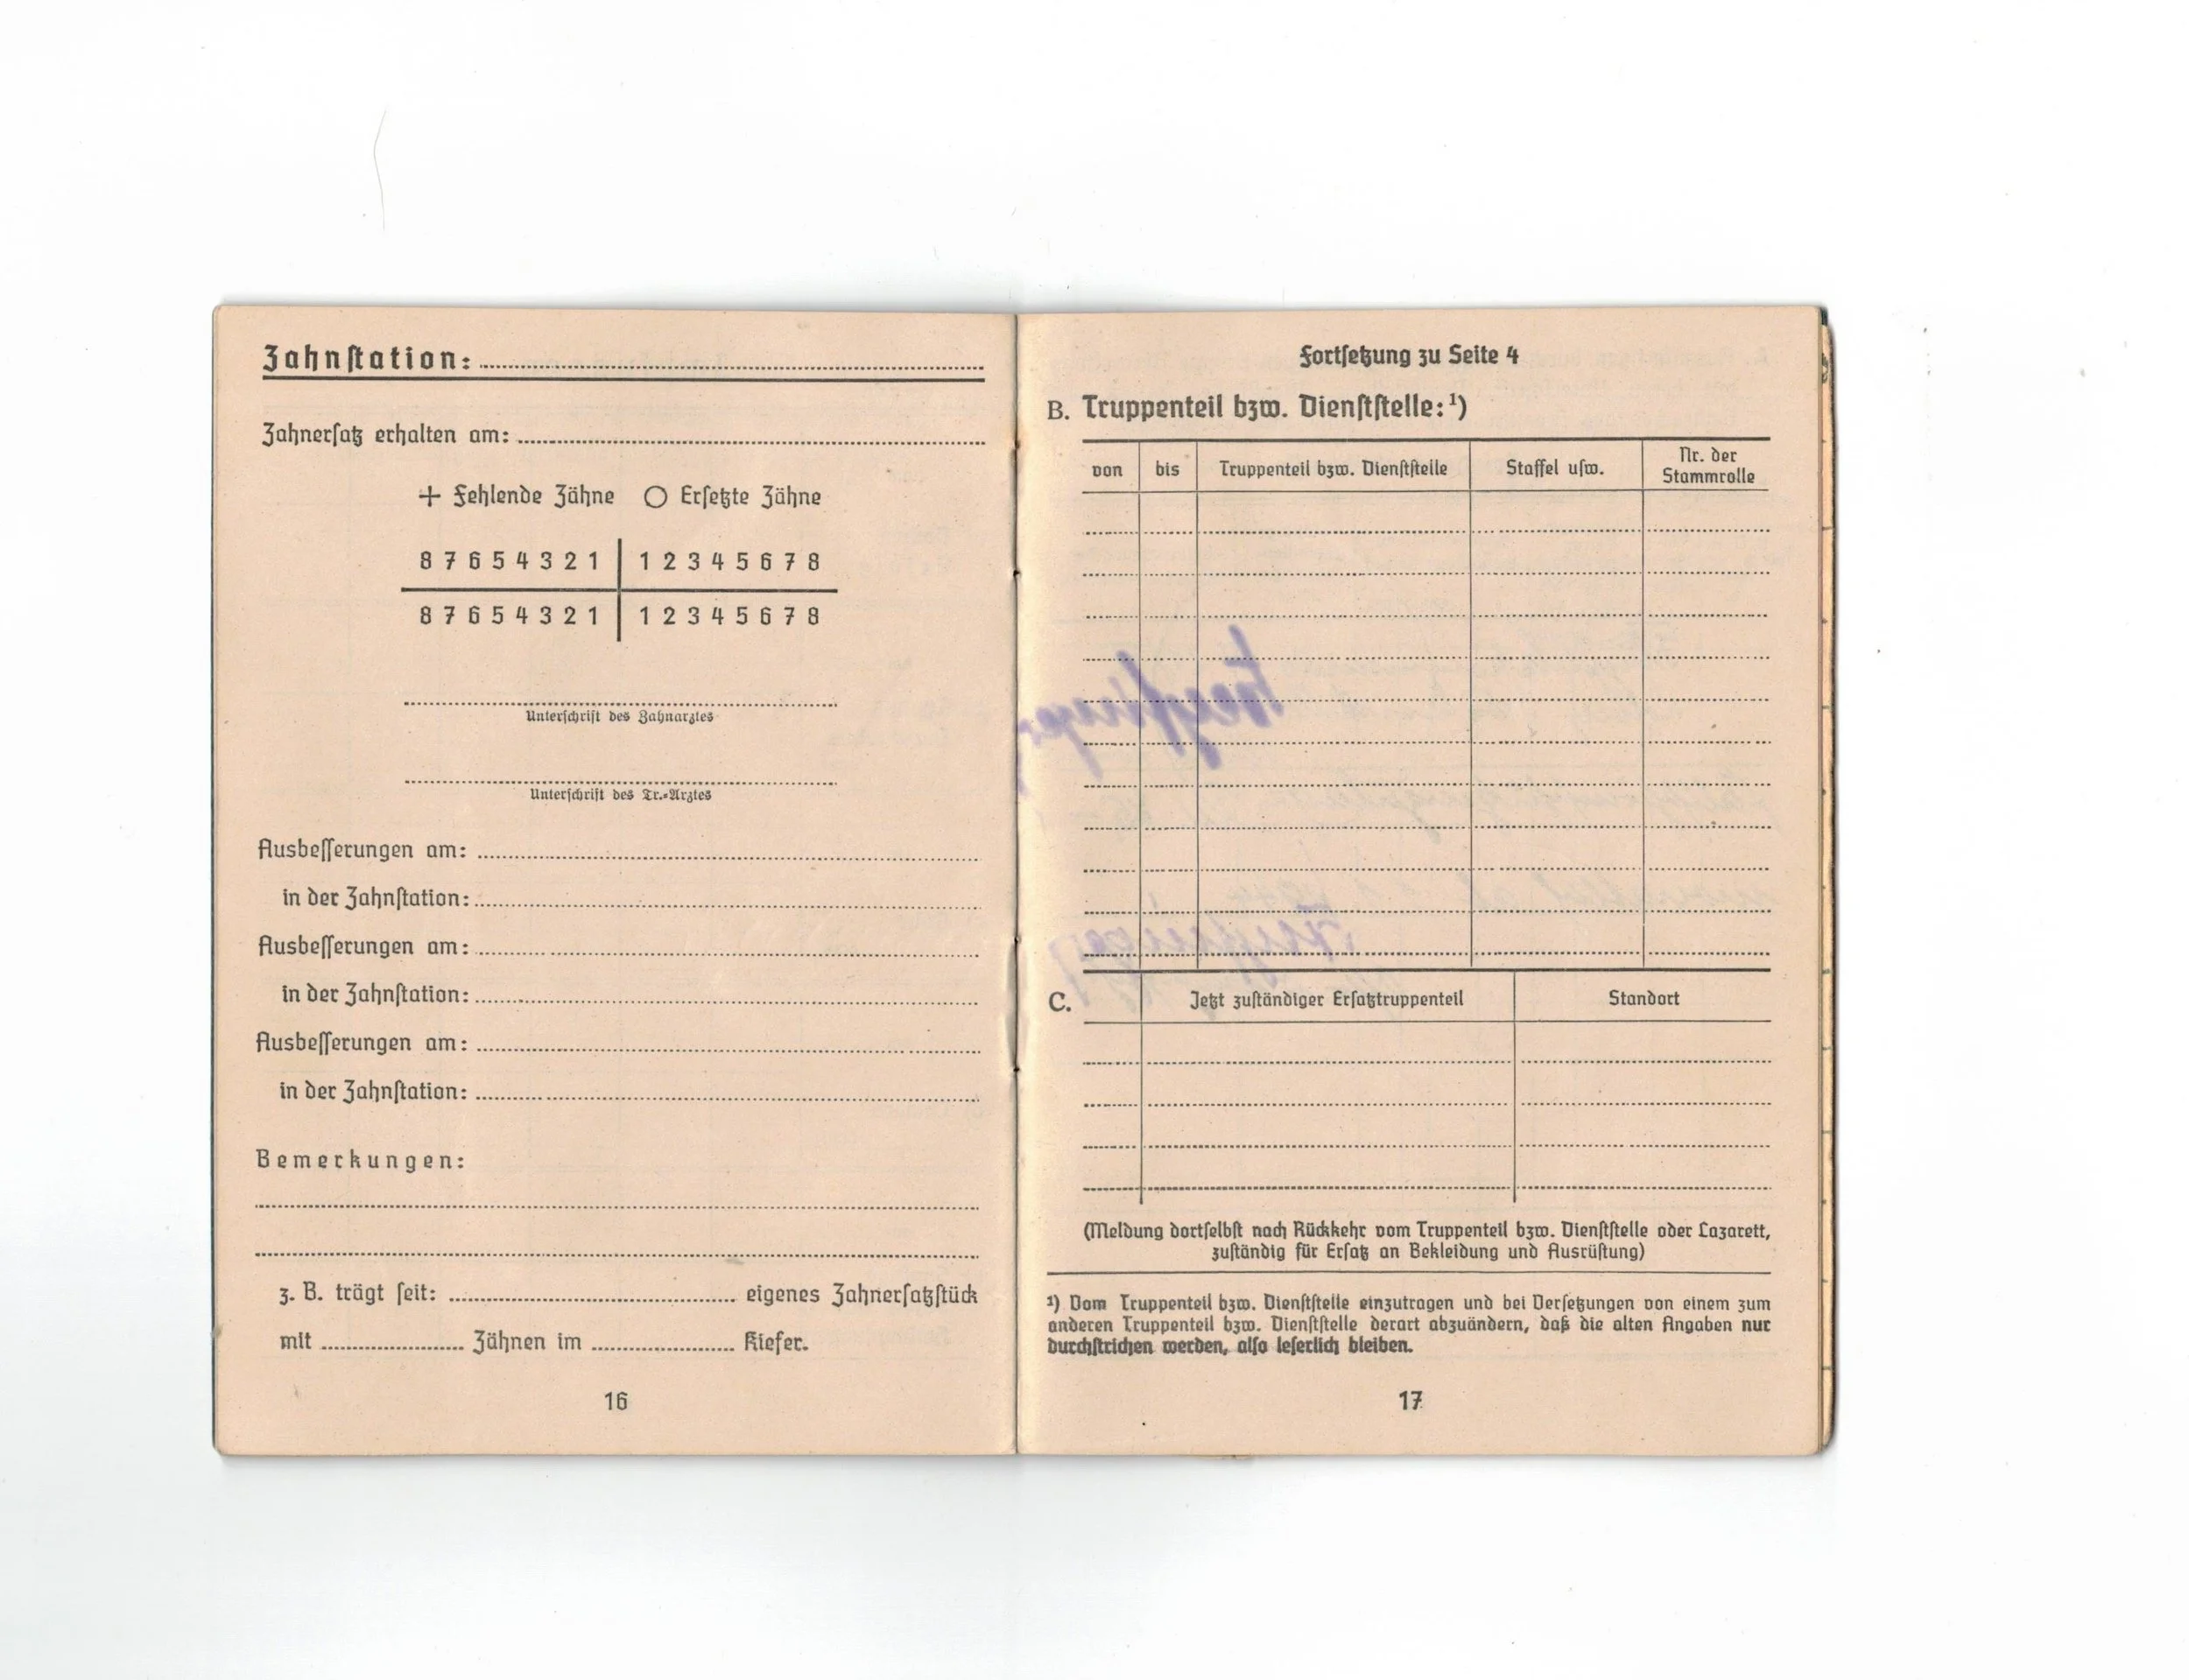 Zahnstation:
Zahnersatz erhalten am:
+ Fehlende Zähne ○ Ersetzte Zähne
8 7 6 5 4 3 2 1 | 1 2 3 4 5 6 7 8
8 7 6 5 4 3 2 1 | 1 2 3 4 5 6 7 8
Unterschrift des Zahnarztes
Unterschrift des Tr.-Arztes
Ausbesserungen am:
in der Zahnstation:
Ausbesserungen am:
in der Zahnstation:
Ausbesserungen am:
in der Zahnstation:
Bemerkungen:
z. B. trägt seit: eigenes Zahnersatzstück
mit Zähnen im Kiefer.
16
Fortsetzung zu Seite 4
B. Truppenteil bzw. Dienststelle: ¹)
von bis Truppenteil bzw. Dienststelle Staffel usw. Nr. der
Stammrolle
C. Jetzt zuständiger Ersatztruppenteil Standort
(Meldung dortselbst nach Rückkehr vom Truppenteil bzw. Dienststelle oder Lazarett,
zuständig für Ersatz an Bekleidung und Ausrüstung)
¹) Vom Truppenteil bzw. Dienststelle einzutragen und bei Versetzungen von einem zum
anderen Truppenteil bzw. Dienststelle derart abzuändern, daß die alten Angaben nur
durchstrichen werden, also leserlich bleiben.
17